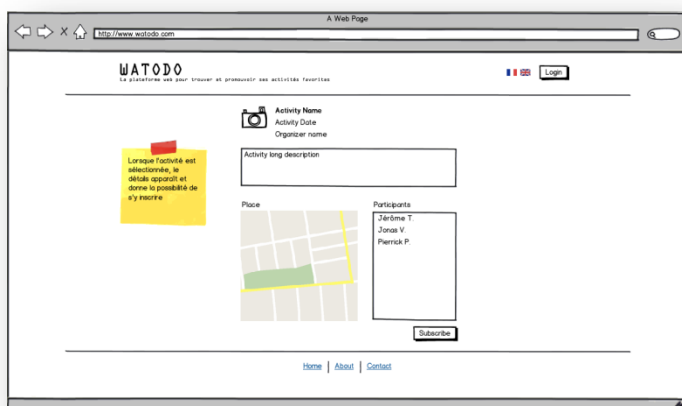 A Web Page
http://www.watodo.com
WATODO
La plateforme web pour trouver et promouvoir ses activités favorites
Login
Activity Name
Activity Date
Organizer name
Lorsque l'activité est
sélectionnée, le
détails apparaît et
donne la possibilité de
s'y inscrire
Activity long description
Place
Participants
Jérôme T.
Jonas V.
Pierrick P.
Subscribe
Home | About | Contact